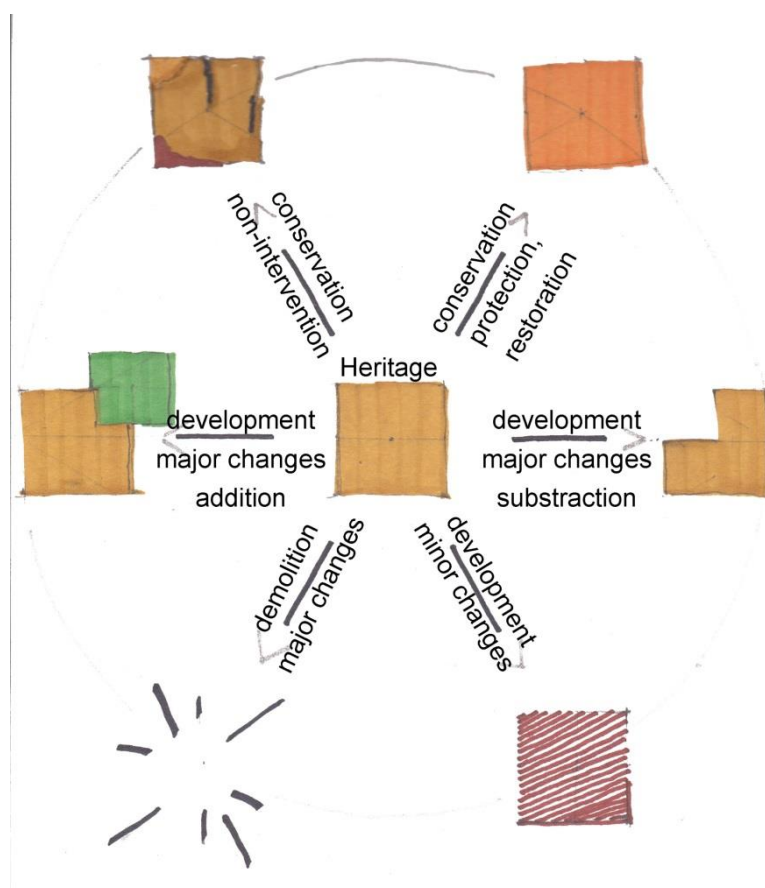 conservation
non-intervention
conservation
protection,
restoration
Heritage
development
major changes
addition
development
major changes
substraction
demolition
major changes
development
minor changes